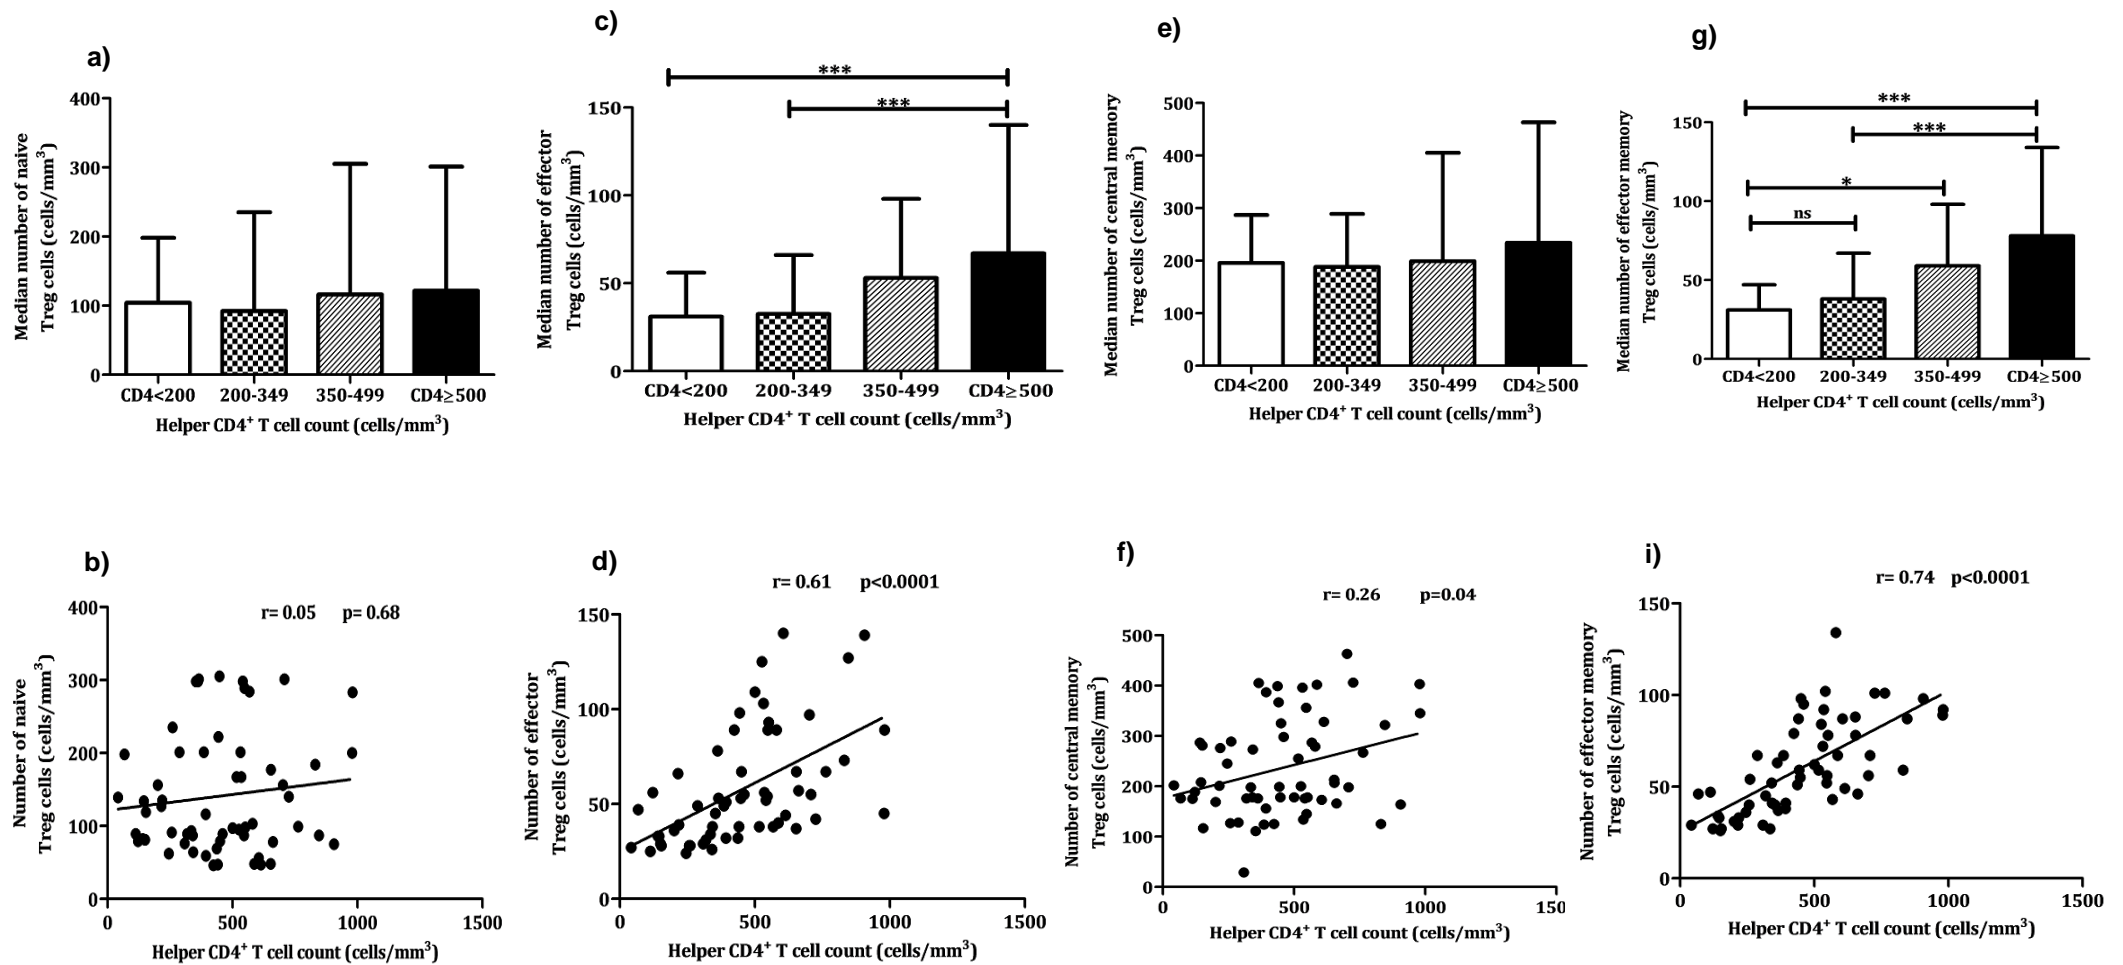 a)
Median number of naive
Treg cells (cells/mm³)
400
300
200
100
0
CD4<200 200-349 350-499 CD4≥500
Helper CD4⁺ T cell count (cells/mm³)
c)
Median number of effector
Treg cells (cells/mm³)
***
***
150
100
50
0
CD4<200 200-349 350-499 CD4≥500
Helper CD4⁺ T cell count (cells/mm³)
e)
Median number of central memory
Treg cells (cells/mm³)
500
400
300
200
100
0
CD4<200 200-349 350-499 CD4≥500
Helper CD4⁺ T cell count (cells/mm³)
g)
Median number of effector memory
Treg cells (cells/mm³)
***
***
*
ns
150
100
50
0
CD4<200 200-349 350-499 CD4≥500
Helper CD4⁺ T cell count (cells/mm³)
b)
r= 0.05 p= 0.68
Number of naive
Treg cells (cells/mm³)
400
300
200
100
0
0 500 1000 1500
Helper CD4⁺ T cell count (cells/mm³)
d)
r= 0.61 p<0.0001
Number of effector
Treg cells (cells/mm³)
150
100
50
0
0 500 1000 1500
Helper CD4⁺ T cell count (cells/mm³)
f)
r= 0.26 p=0.04
Number of central memory
Treg cells (cells/mm³)
500
400
300
200
100
0
0 500 1000 150
Helper CD4⁺ T cell count (cells/mm³)
i)
r= 0.74 p<0.0001
Number of effector memory
Treg cells (cells/mm³)
150
100
50
0
0 500 1000 1500
Helper CD4⁺ T cell count (cells/mm³)